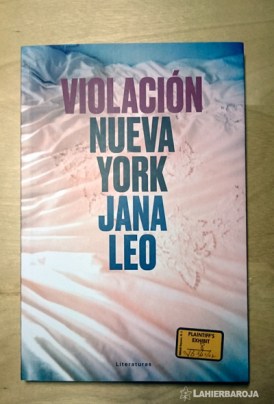 VIOLACIÓN
NUEVA
YORK
JANA
LEO
PLAINTIFF'S
EXHIBIT
Literaturas
LAHIERBAROJA